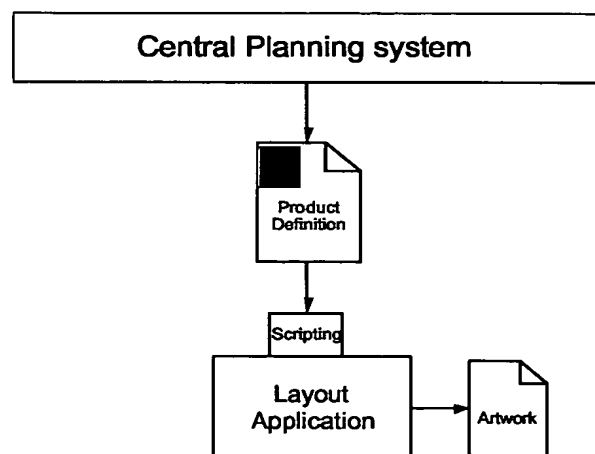 Central Planning system
Product
Definition
Scripting
Layout
Application
Artwork